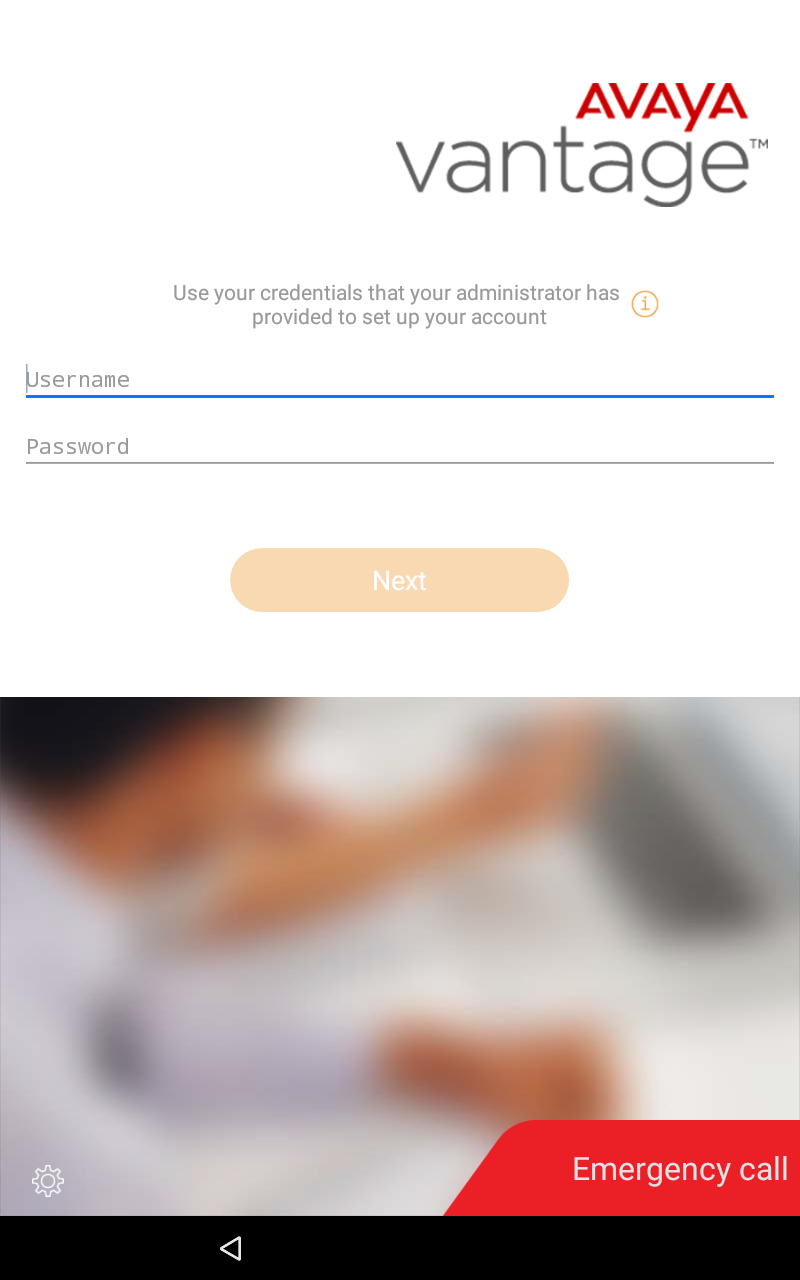 AVAYA
vantage™
Use your credentials that your administrator has
provided to set up your account
Username
Password
Next
Emergency call